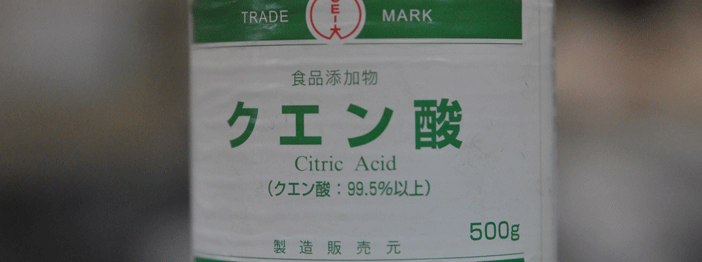 TRADE MARK
食品添加物
クエン酸
Citric Acid
(クエン酸：99.5%以上)
500g
製造販売元